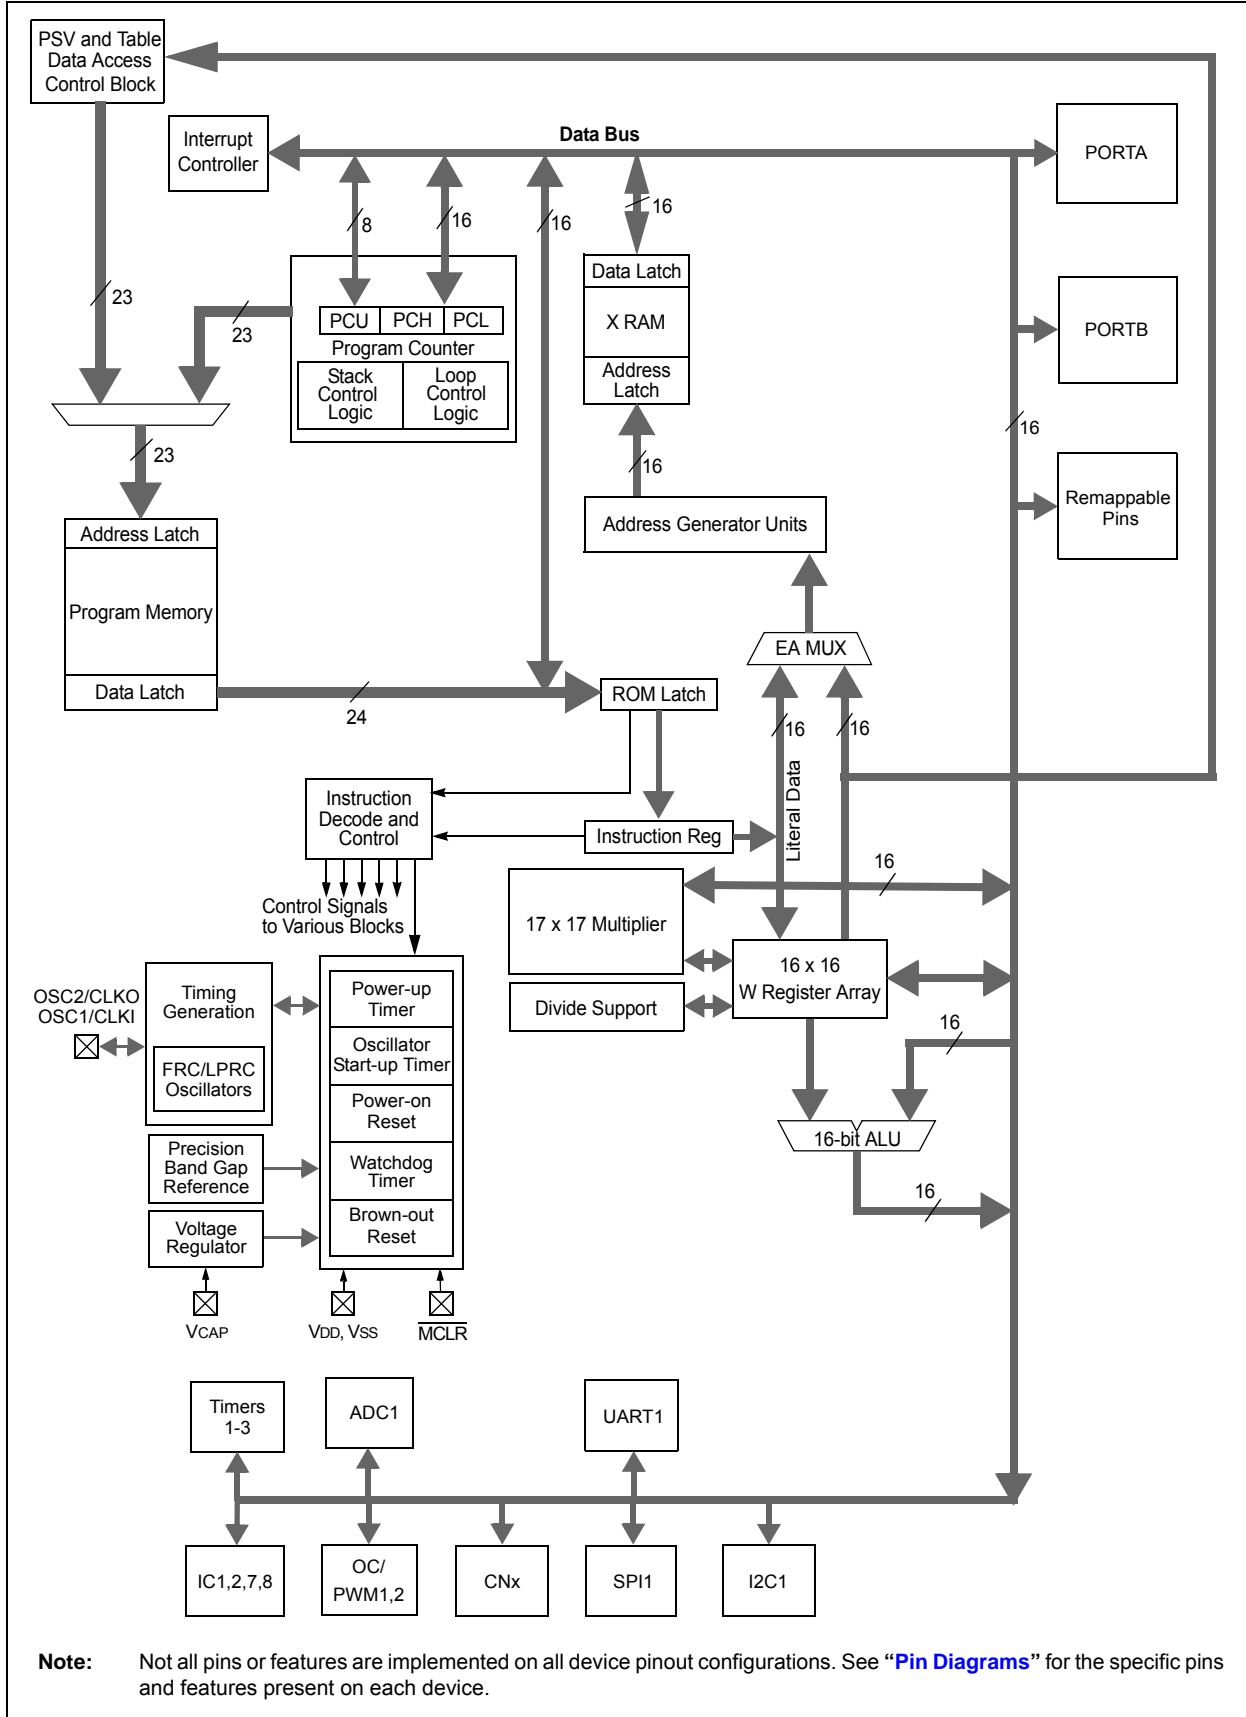 PSV and Table
Data Access
Control Block
Interrupt
Controller
Data Bus
PORTA
8
16
16
16
Data Latch
X RAM
Address
Latch
23
23
PCU
PCH
PCL
Program Counter
Stack
Control
Logic
Loop
Control
Logic
PORTB
16
23
16
Remappable
Pins
Address Generator Units
Address Latch
Program Memory
Data Latch
24
EA MUX
ROM Latch
16
16
Literal Data
Instruction
Decode and
Control
Instruction Reg
16
Control Signals
to Various Blocks
17 x 17 Multiplier
16 x 16
W Register Array
Divide Support
OSC2/CLKO
OSC1/CLKI
Timing
Generation
FRC/LPRC
Oscillators
Power-up
Timer
Oscillator
Start-up Timer
Power-on
Reset
Watchdog
Timer
Brown-out
Reset
16
16-bit ALU
16
Precision
Band Gap
Reference
Voltage
Regulator
VCAP
VDD, VSS
MCLR
Timers
1-3
ADC1
UART1
IC1,2,7,8
OC/
PWM1,2
CNx
SPI1
I2C1
Note: Not all pins or features are implemented on all device pinout configurations. See “Pin Diagrams” for the specific pins
and features present on each device.